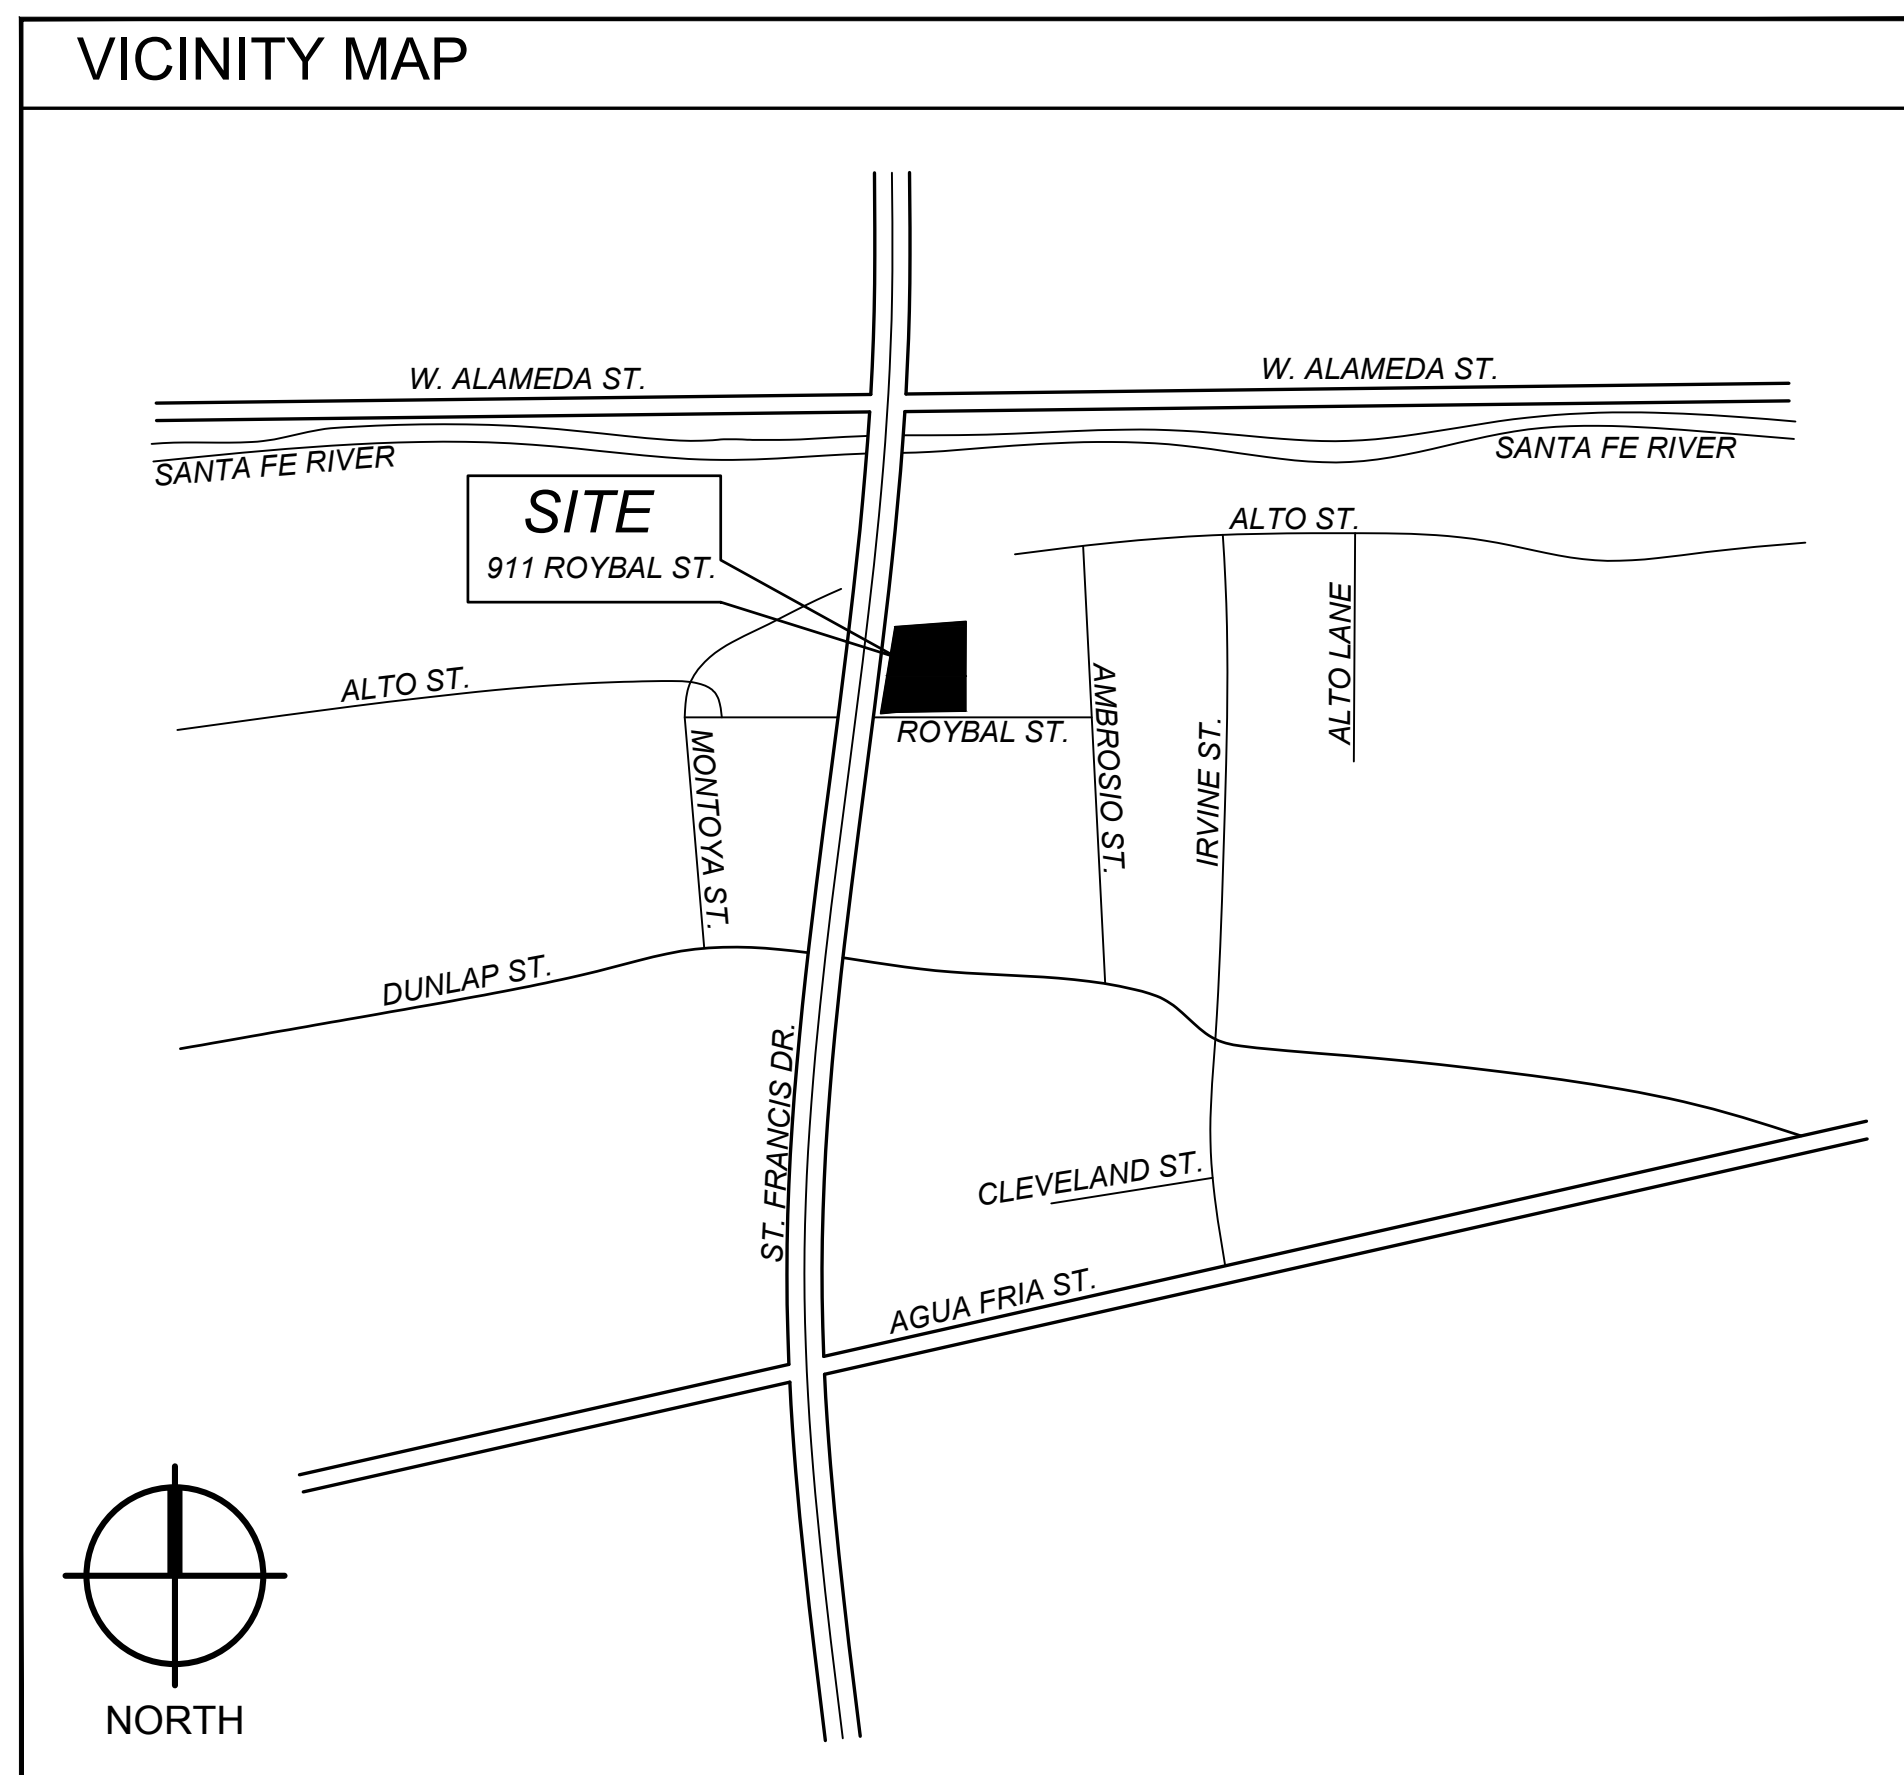 VICINITY MAP
W. ALAMEDA ST.
W. ALAMEDA ST.
SANTA FE RIVER
SANTA FE RIVER
SITE
911 ROYBAL ST.
ALTO ST.
ALTO LANE
ALTO ST.
ROYBAL ST.
AMBROSIO ST.
IRVINE ST.
MONTOYA ST.
DUNLAP ST.
ST. FRANCIS DR.
CLEVELAND ST.
AGUA FRIA ST.
NORTH